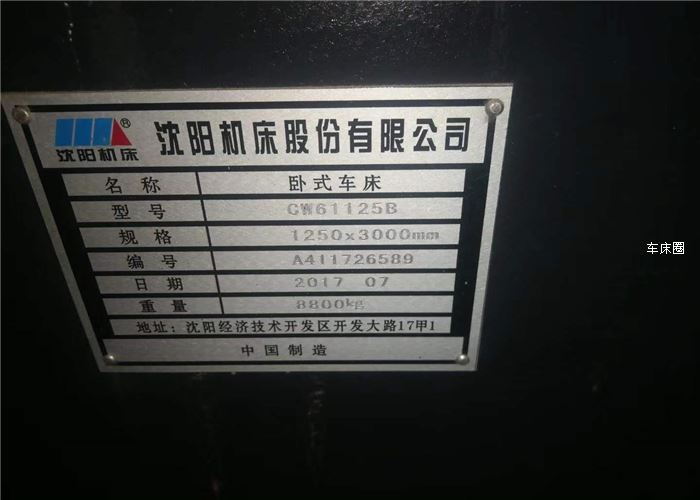 沈阳机床®
沈阳机床股份有限公司
名称 卧式车床
型号 CW61125B
规格 1250x3000mm
编号 A411726589
日期 2017 07
重量 8800kg
地址：沈阳经济技术开发区开发大路17甲1
中国制造
车床圈